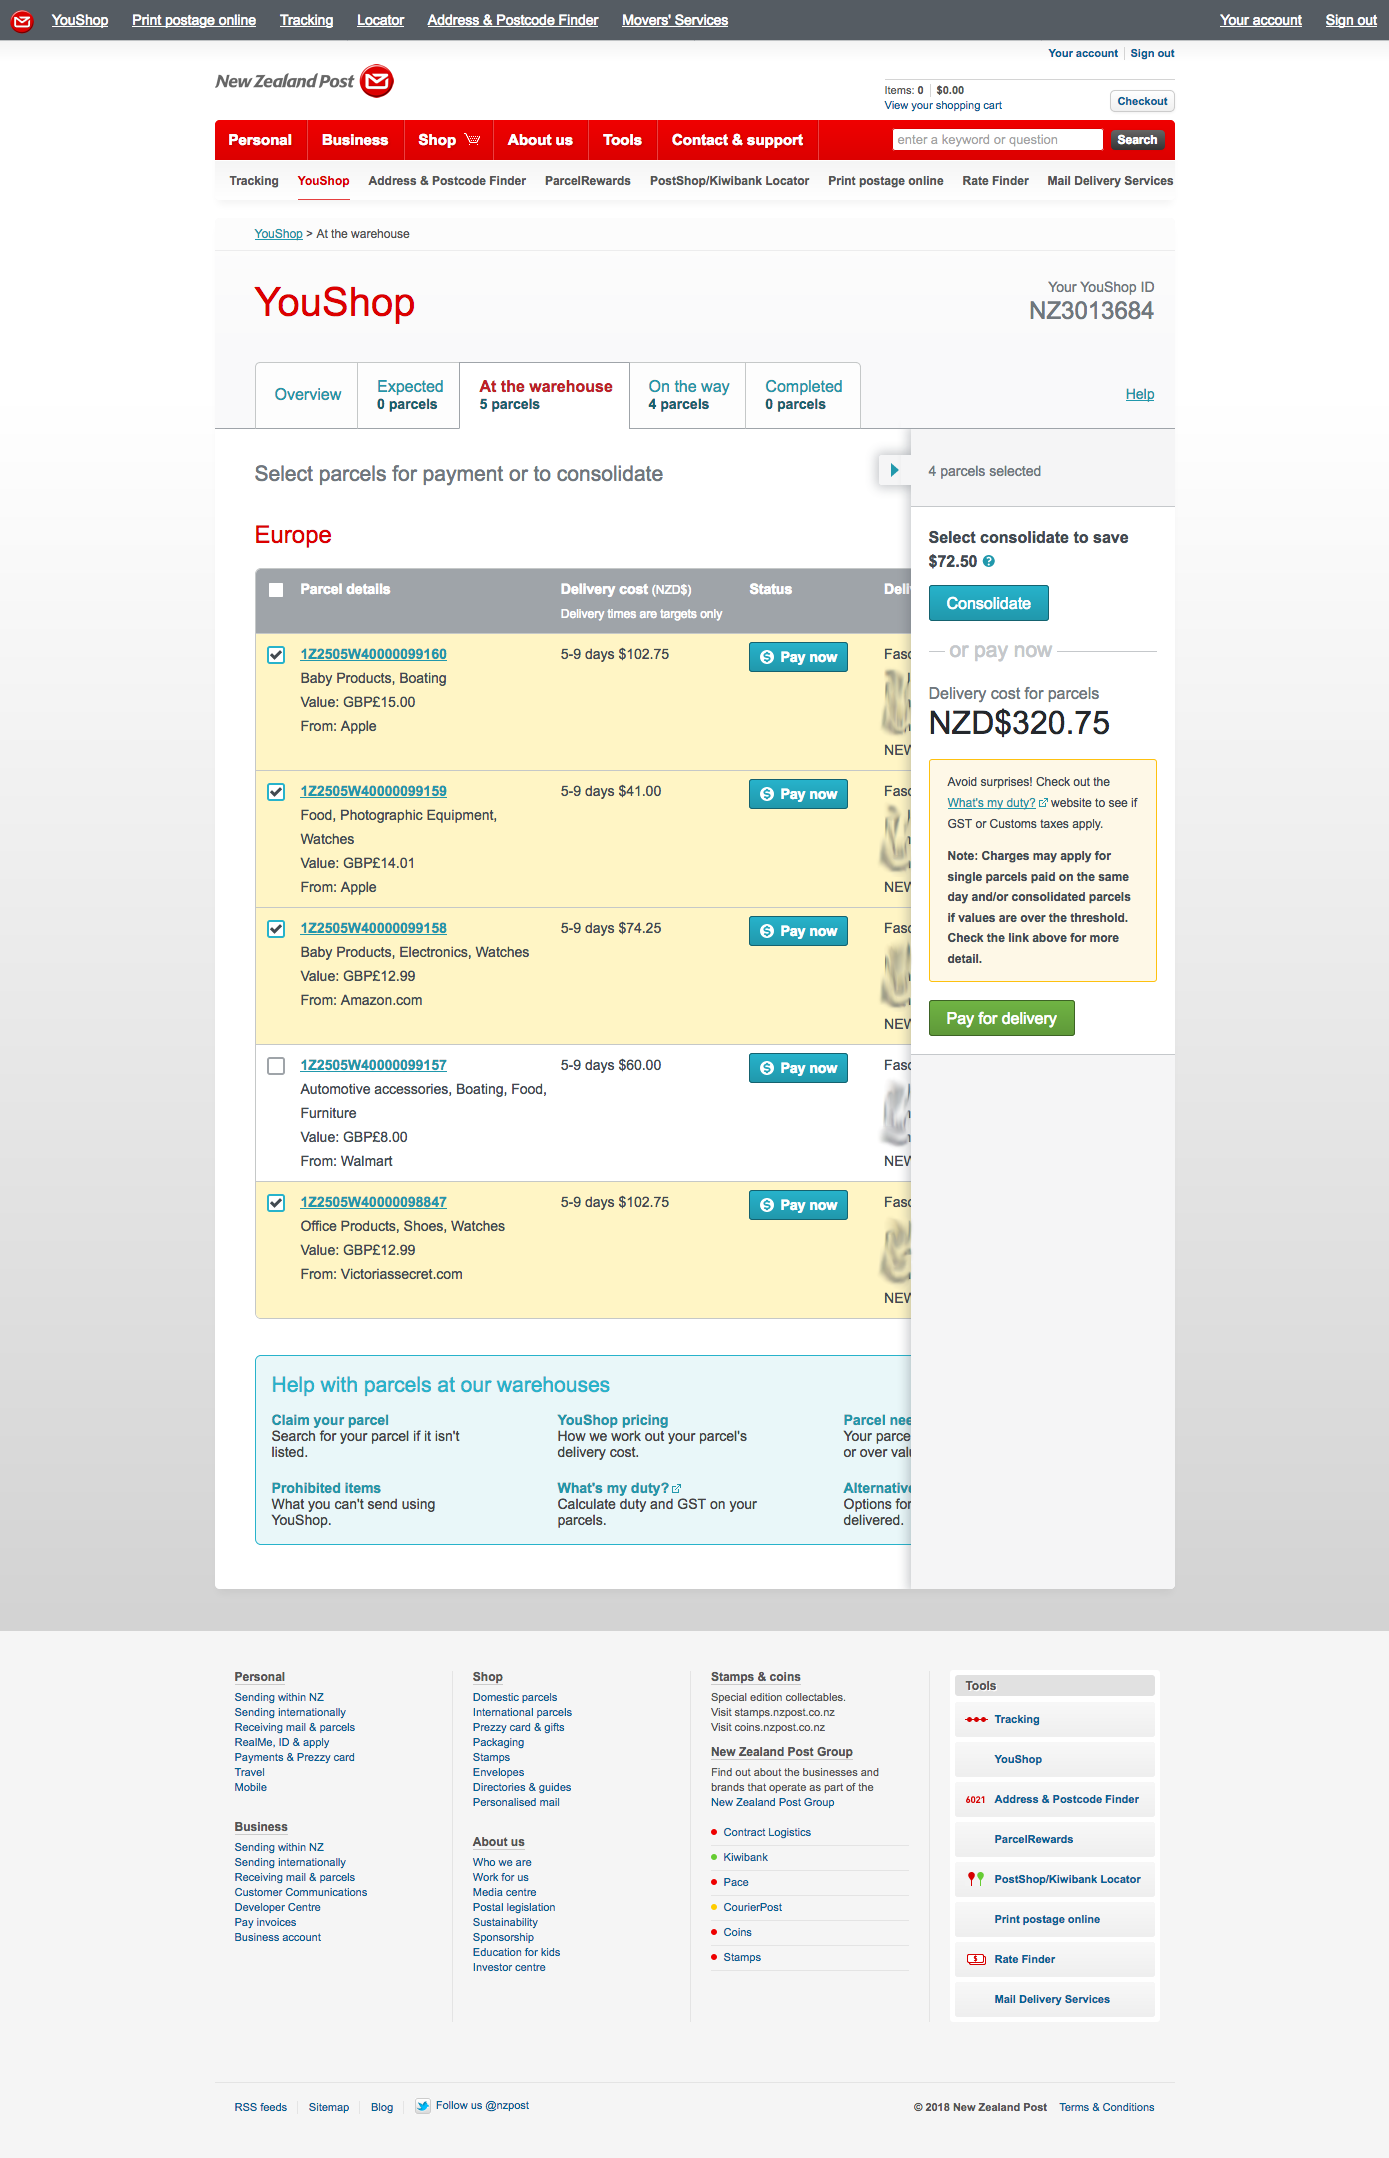 YouShop Print postage online Tracking Locator Address & Postcode Finder Movers' Services Your account Sign out
Your account Sign out
New Zealand Post
Items: 0 $0.00
View your shopping cart
Checkout
Personal Business Shop About us Tools Contact & support
enter a keyword or question Search
Tracking YouShop Address & Postcode Finder ParcelRewards PostShop/Kiwibank Locator Print postage online Rate Finder Mail Delivery Services
YouShop > At the warehouse
YouShop
Your YouShop ID
NZ3013684
Overview
Expected
0 parcels
At the warehouse
5 parcels
On the way
4 parcels
Completed
0 parcels
Help
Select parcels for payment or to consolidate
Europe
Parcel details Delivery cost (NZD$) Status Deli
Delivery times are targets only
1Z2505W40000099160 5-9 days $102.75 Pay now Fasc
Baby Products, Boating
Value: GBP£15.00
From: Apple
NEW
1Z2505W40000099159 5-9 days $41.00 Pay now Fasc
Food, Photographic Equipment,
Watches
Value: GBP£14.01
From: Apple
NEW
1Z2505W40000099158 5-9 days $74.25 Pay now Fasc
Baby Products, Electronics, Watches
Value: GBP£12.99
From: Amazon.com
NEW
1Z2505W40000099157 5-9 days $60.00 Pay now Fasc
Automotive accessories, Boating, Food,
Furniture
Value: GBP£8.00
From: Walmart
NEW
1Z2505W40000098847 5-9 days $102.75 Pay now Fasc
Office Products, Shoes, Watches
Value: GBP£12.99
From: Victoriassecret.com
NEW
4 parcels selected
Select consolidate to save
$72.50 ?
Consolidate
or pay now
Delivery cost for parcels
NZD$320.75
Avoid surprises! Check out the
What's my duty? website to see if
GST or Customs taxes apply.
Note: Charges may apply for
single parcels paid on the same
day and/or consolidated parcels
if values are over the threshold.
Check the link above for more
detail.
Pay for delivery
Help with parcels at our warehouses
Claim your parcel
Search for your parcel if it isn't
listed.
YouShop pricing
How we work out your parcel's
delivery cost.
Parcel nee
Your parce
or over valu
Prohibited items
What you can't send using
YouShop.
What's my duty?
Calculate duty and GST on your
parcels.
Alternative
Options for
delivered.
Personal
Sending within NZ
Sending internationally
Receiving mail & parcels
RealMe, ID & apply
Payments & Prezzy card
Travel
Mobile
Business
Sending within NZ
Sending internationally
Receiving mail & parcels
Customer Communications
Developer Centre
Pay invoices
Business account
Shop
Domestic parcels
International parcels
Prezzy card & gifts
Packaging
Stamps
Envelopes
Directories & guides
Personalised mail
About us
Who we are
Work for us
Media centre
Postal legislation
Sustainability
Sponsorship
Education for kids
Investor centre
Stamps & coins
Special edition collectables.
Visit stamps.nzpost.co.nz
Visit coins.nzpost.co.nz
New Zealand Post Group
Find out about the businesses and
brands that operate as part of the
New Zealand Post Group
Contract Logistics
Kiwibank
Pace
CourierPost
Coins
Stamps
Tools
Tracking
YouShop
6021 Address & Postcode Finder
ParcelRewards
PostShop/Kiwibank Locator
Print postage online
Rate Finder
Mail Delivery Services
RSS feeds Sitemap Blog Follow us @nzpost © 2018 New Zealand Post Terms & Conditions